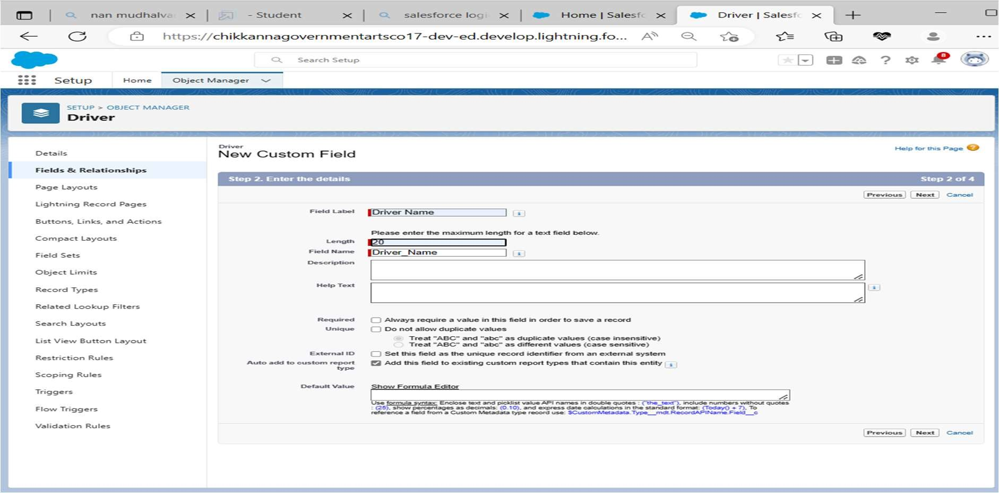 nan mudhalva
- Student
salesforce logi
Home | Salesfo
Driver | Salesfo
https://chikkannagovernmentartsco17-dev-ed.develop.lightning.fo...
Search Setup
8
Setup
Home
Object Manager
SETUP > OBJECT MANAGER
Driver
Details
Fields & Relationships
Page Layouts
Lightning Record Pages
Buttons, Links, and Actions
Compact Layouts
Field Sets
Object Limits
Record Types
Related Lookup Filters
Search Layouts
List View Button Layout
Restriction Rules
Scoping Rules
Triggers
Flow Triggers
Validation Rules
Driver
New Custom Field
Help for this Page
Step 2. Enter the details
Step 2 of 4
Previous Next Cancel
Field Label Driver Name
Please enter the maximum length for a text field below.
Length 20
Field Name Driver_Name
Description
Help Text
Required Always require a value in this field in order to save a record
Unique Do not allow duplicate values
Treat "ABC" and "abc" as duplicate values (case insensitive)
Treat "ABC" and "abc" as different values (case sensitive)
External ID Set this field as the unique record identifier from an external system
Auto add to custom report type Add this field to existing custom report types that contain this entity
Default Value Show Formula Editor
Use formula syntax: Enclose text and picklist value API names in double quotes : ("the_text"), include numbers without quotes
: (25), show percentages as decimals: (0.10), and express date calculations in the standard format: (Today() + 7). To
reference a field from a Custom Metadata type record use: $CustomMetadata.Type__mdt.RecordAPIName.Field__c
Previous Next Cancel